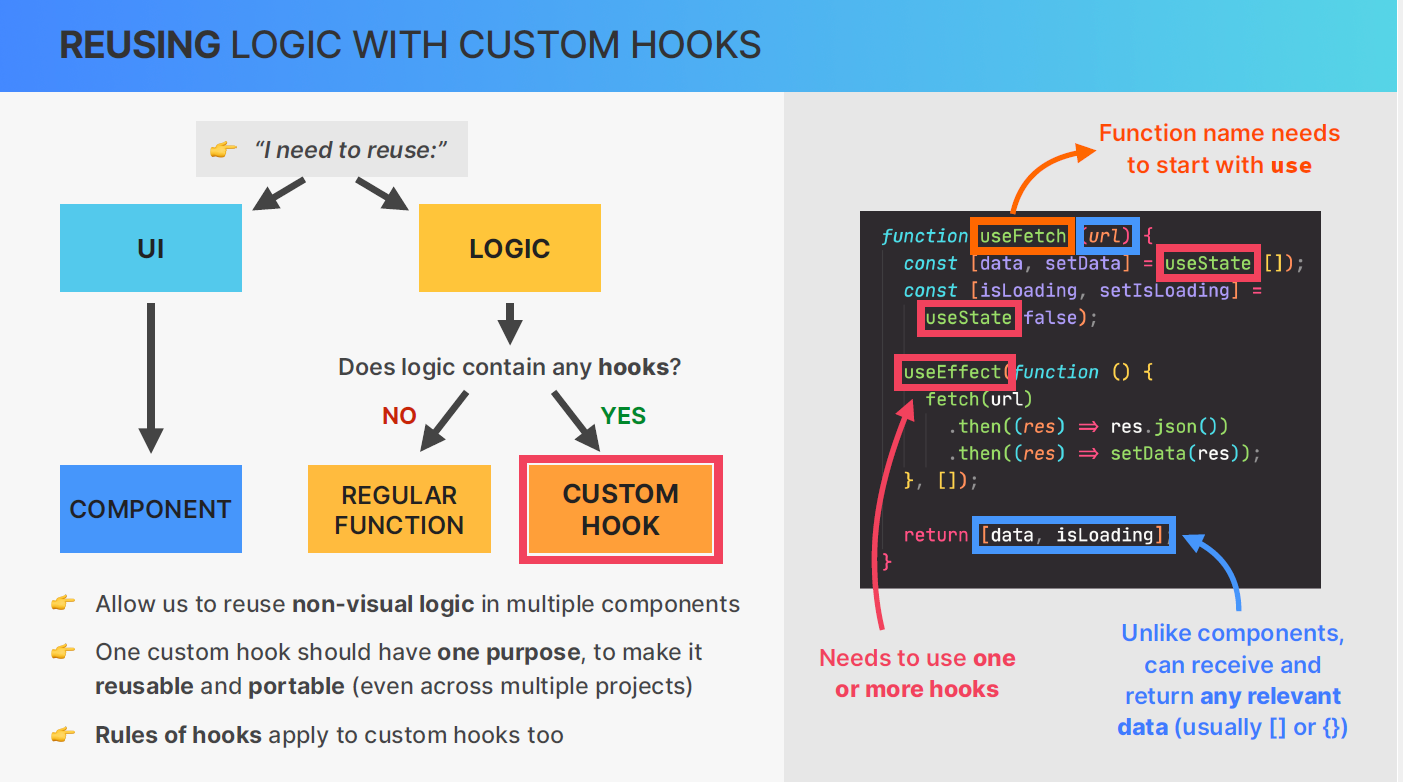 REUSING LOGIC WITH CUSTOM HOOKS
“I need to reuse:”
UI
LOGIC
Does logic contain any hooks?
NO
YES
COMPONENT
REGULAR
FUNCTION
CUSTOM
HOOK
Allow us to reuse non-visual logic in multiple components
One custom hook should have one purpose, to make it
reusable and portable (even across multiple projects)
Rules of hooks apply to custom hooks too
Function name needs
to start with use
function useFetch (url) {
const [data, setData] = useState []);
const [isLoading, setIsLoading] =
useState false);
useEffect(function () {
fetch(url)
.then((res) => res.json())
.then((res) => setData(res));
}, []);
return [data, isLoading]
}
Needs to use one
or more hooks
Unlike components,
can receive and
return any relevant
data (usually [] or {})